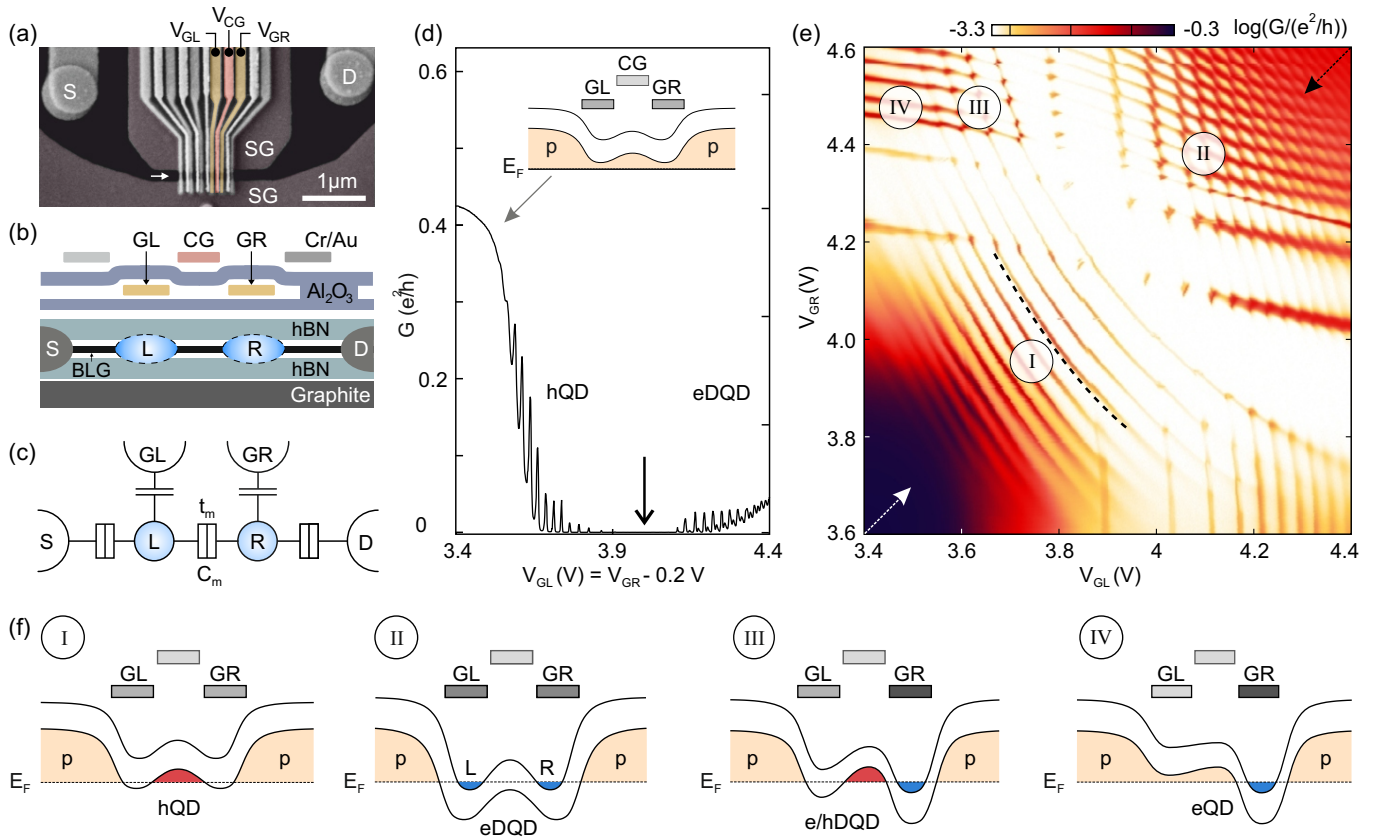 (a)
V_GL
V_CG
V_GR
S
D
SG
SG
1μm
(b)
GL
CG
GR
Cr/Au
Al₂O₃
hBN
S
L
R
D
BLG
hBN
Graphite
(c)
GL
GR
t_m
S
L
R
D
C_m
(d)
CG
GL
GR
p
p
E_F
hQD
eDQD
G (e²/h)
0.6
0.4
0.2
0
3.4
3.9
4.4
V_GL (V) = V_GR - 0.2 V
(e)
-3.3
-0.3
log(G/(e²/h)
IV
III
II
I
V_GR (V)
4.6
4.4
4.2
4.0
3.8
3.6
3.4
3.6
3.8
4
4.2
4.4
V_GL (V)
(f)
I
GL
GR
p
p
E_F
hQD
II
GL
GR
p
L
R
p
E_F
eDQD
III
GL
GR
p
p
E_F
e/hDQD
IV
GL
GR
p
p
E_F
eQD